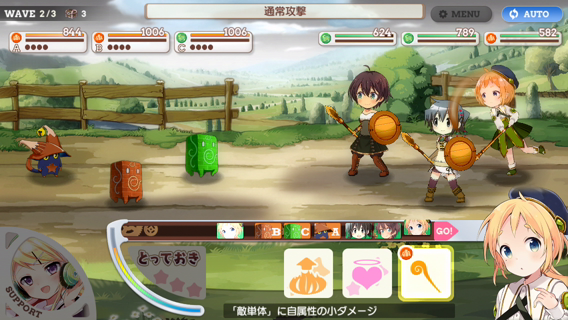 WAVE 2/3 3
通常攻撃
MENU
AUTO
844
A
1006
B
1006
C
624
789
582
B C A GO!
とっておき
SUPPORT
「敵単体」に自属性の小ダメージ